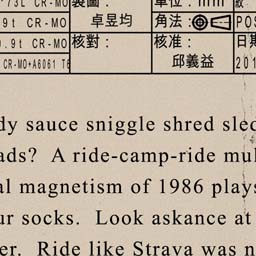 73L CR-MO 製圖: 單位: mm
.9t CR-MO 卓昱均 角法: POS
0.9t CR-MO 核對: 核准: 日期
CR-MO+A6061 T6 邱義益 201
dy sauce sniggle shred sled
ads? A ride-camp-ride mul
al magnetism of 1986 plays
ur socks. Look askance at
er. Ride like Strava was n